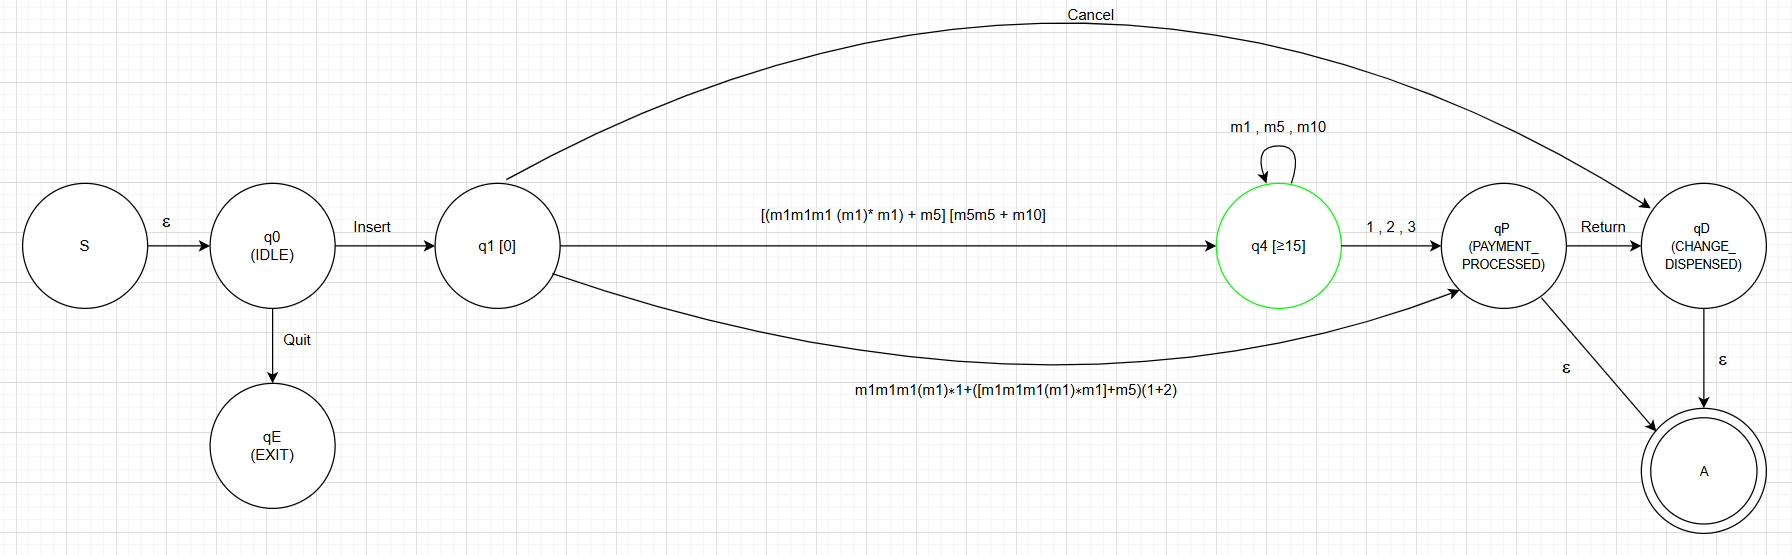 Cancel
m1 , m5 , m10
[(m1m1m1 (m1)* m1) + m5] [m5m5 + m10]
ε
Insert
1 , 2 , 3
Return
S
q0
(IDLE)
q1 [0]
q4 [≥15]
qP
(PAYMENT_
PROCESSED)
qD
(CHANGE_
DISPENSED)
Quit
m1m1m1(m1)*1+([m1m1m1(m1)*m1]+m5)(1+2)
ε
ε
qE
(EXIT)
A